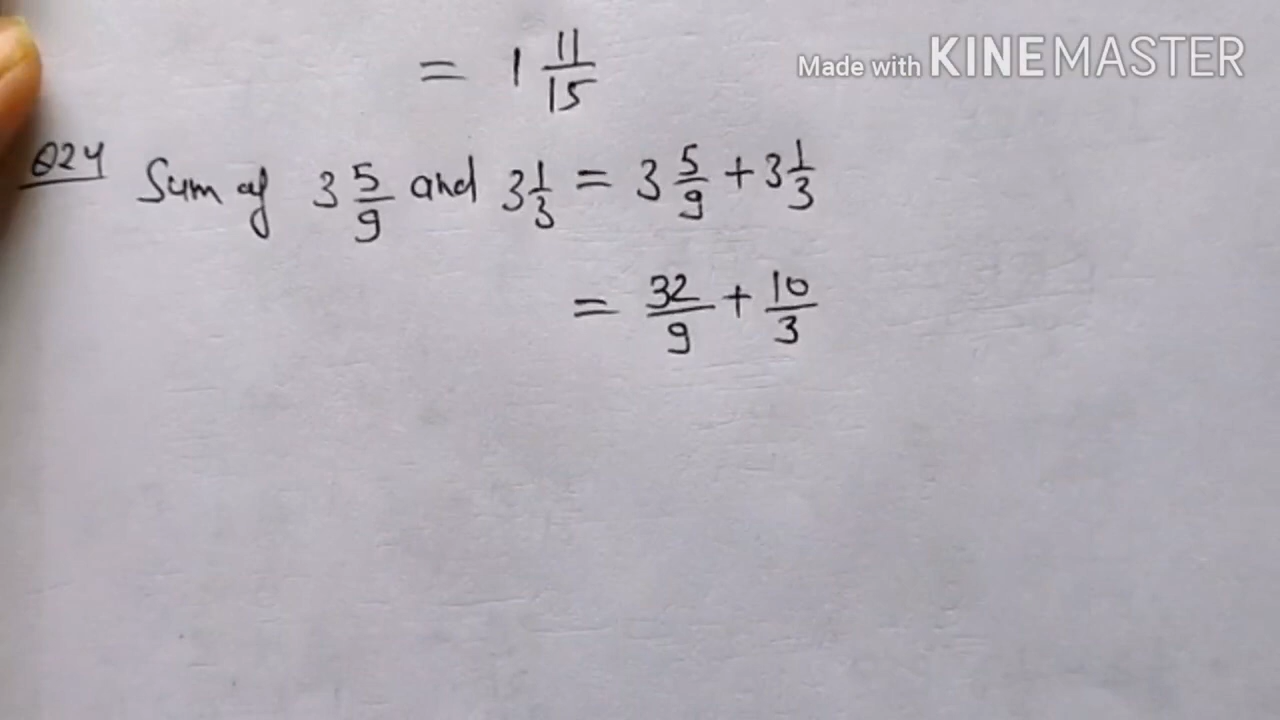 Made with KINEMASTER
= 1 11/15
Q24 Sum of 3 5/9 and 3 1/3 = 3 5/9 + 3 1/3
= 32/9 + 10/3